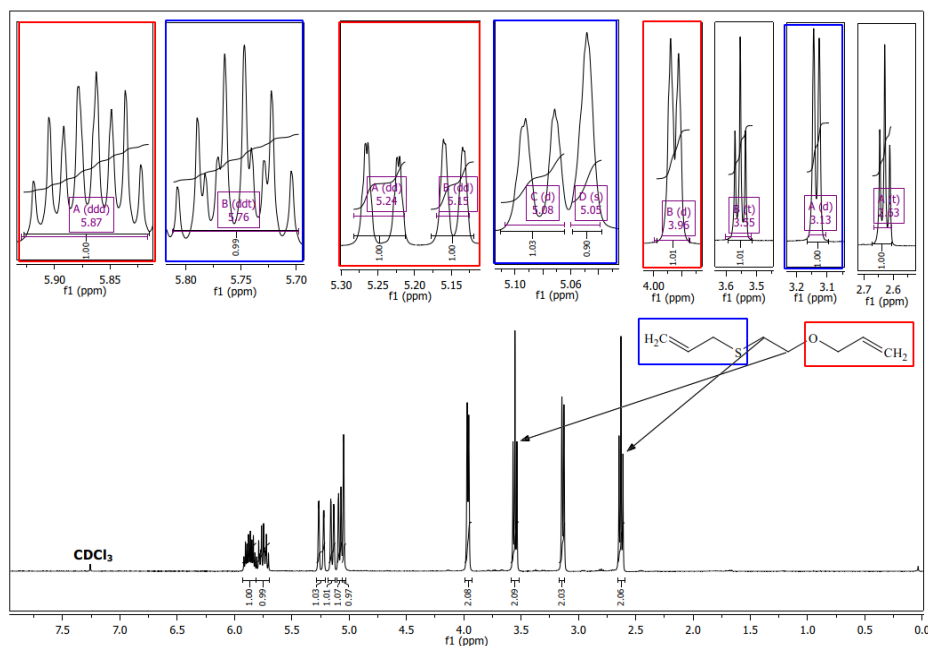 A (ddd)
5.87
1.00
5.90 5.85
f1 (ppm)
B (ddt)
5.76
0.99
5.80 5.75 5.70
f1 (ppm)
A (dd)
5.24
B (dd)
5.15
1.00
1.00
5.30 5.25 5.20 5.15
f1 (ppm)
C (d)
5.08
D (s)
5.05
1.03
0.90
5.10 5.06
f1 (ppm)
B (d)
3.96
1.01
4.00
f1 (ppm)
B (t)
3.55
1.01
3.6 3.5
f1 (ppm)
A (d)
3.13
1.00
3.2 3.1
f1 (ppm)
A (t)
2.63
1.00
2.7 2.6
f1 (ppm)
H₂C
S
O
CH₂
CDCl₃
1.00
0.99
1.03
1.01
1.07
0.97
2.08
2.09
2.03
2.06
7.5 7.0 6.5 6.0 5.5 5.0 4.5 4.0 3.5 3.0 2.5 2.0 1.5 1.0 0.5 0.0
f1 (ppm)